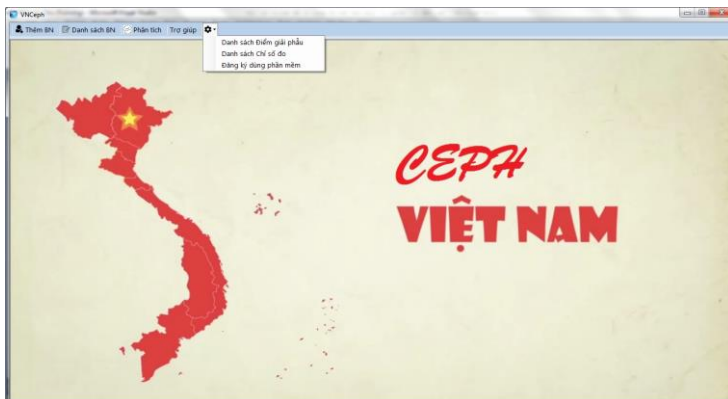 VNCeph
Thêm BN Danh sách BN Phân tích Trợ giúp
Danh sách Điểm giải phẫu
Danh sách Chỉ số đo
Đăng ký dùng phần mềm
CEPH
VIỆT NAM